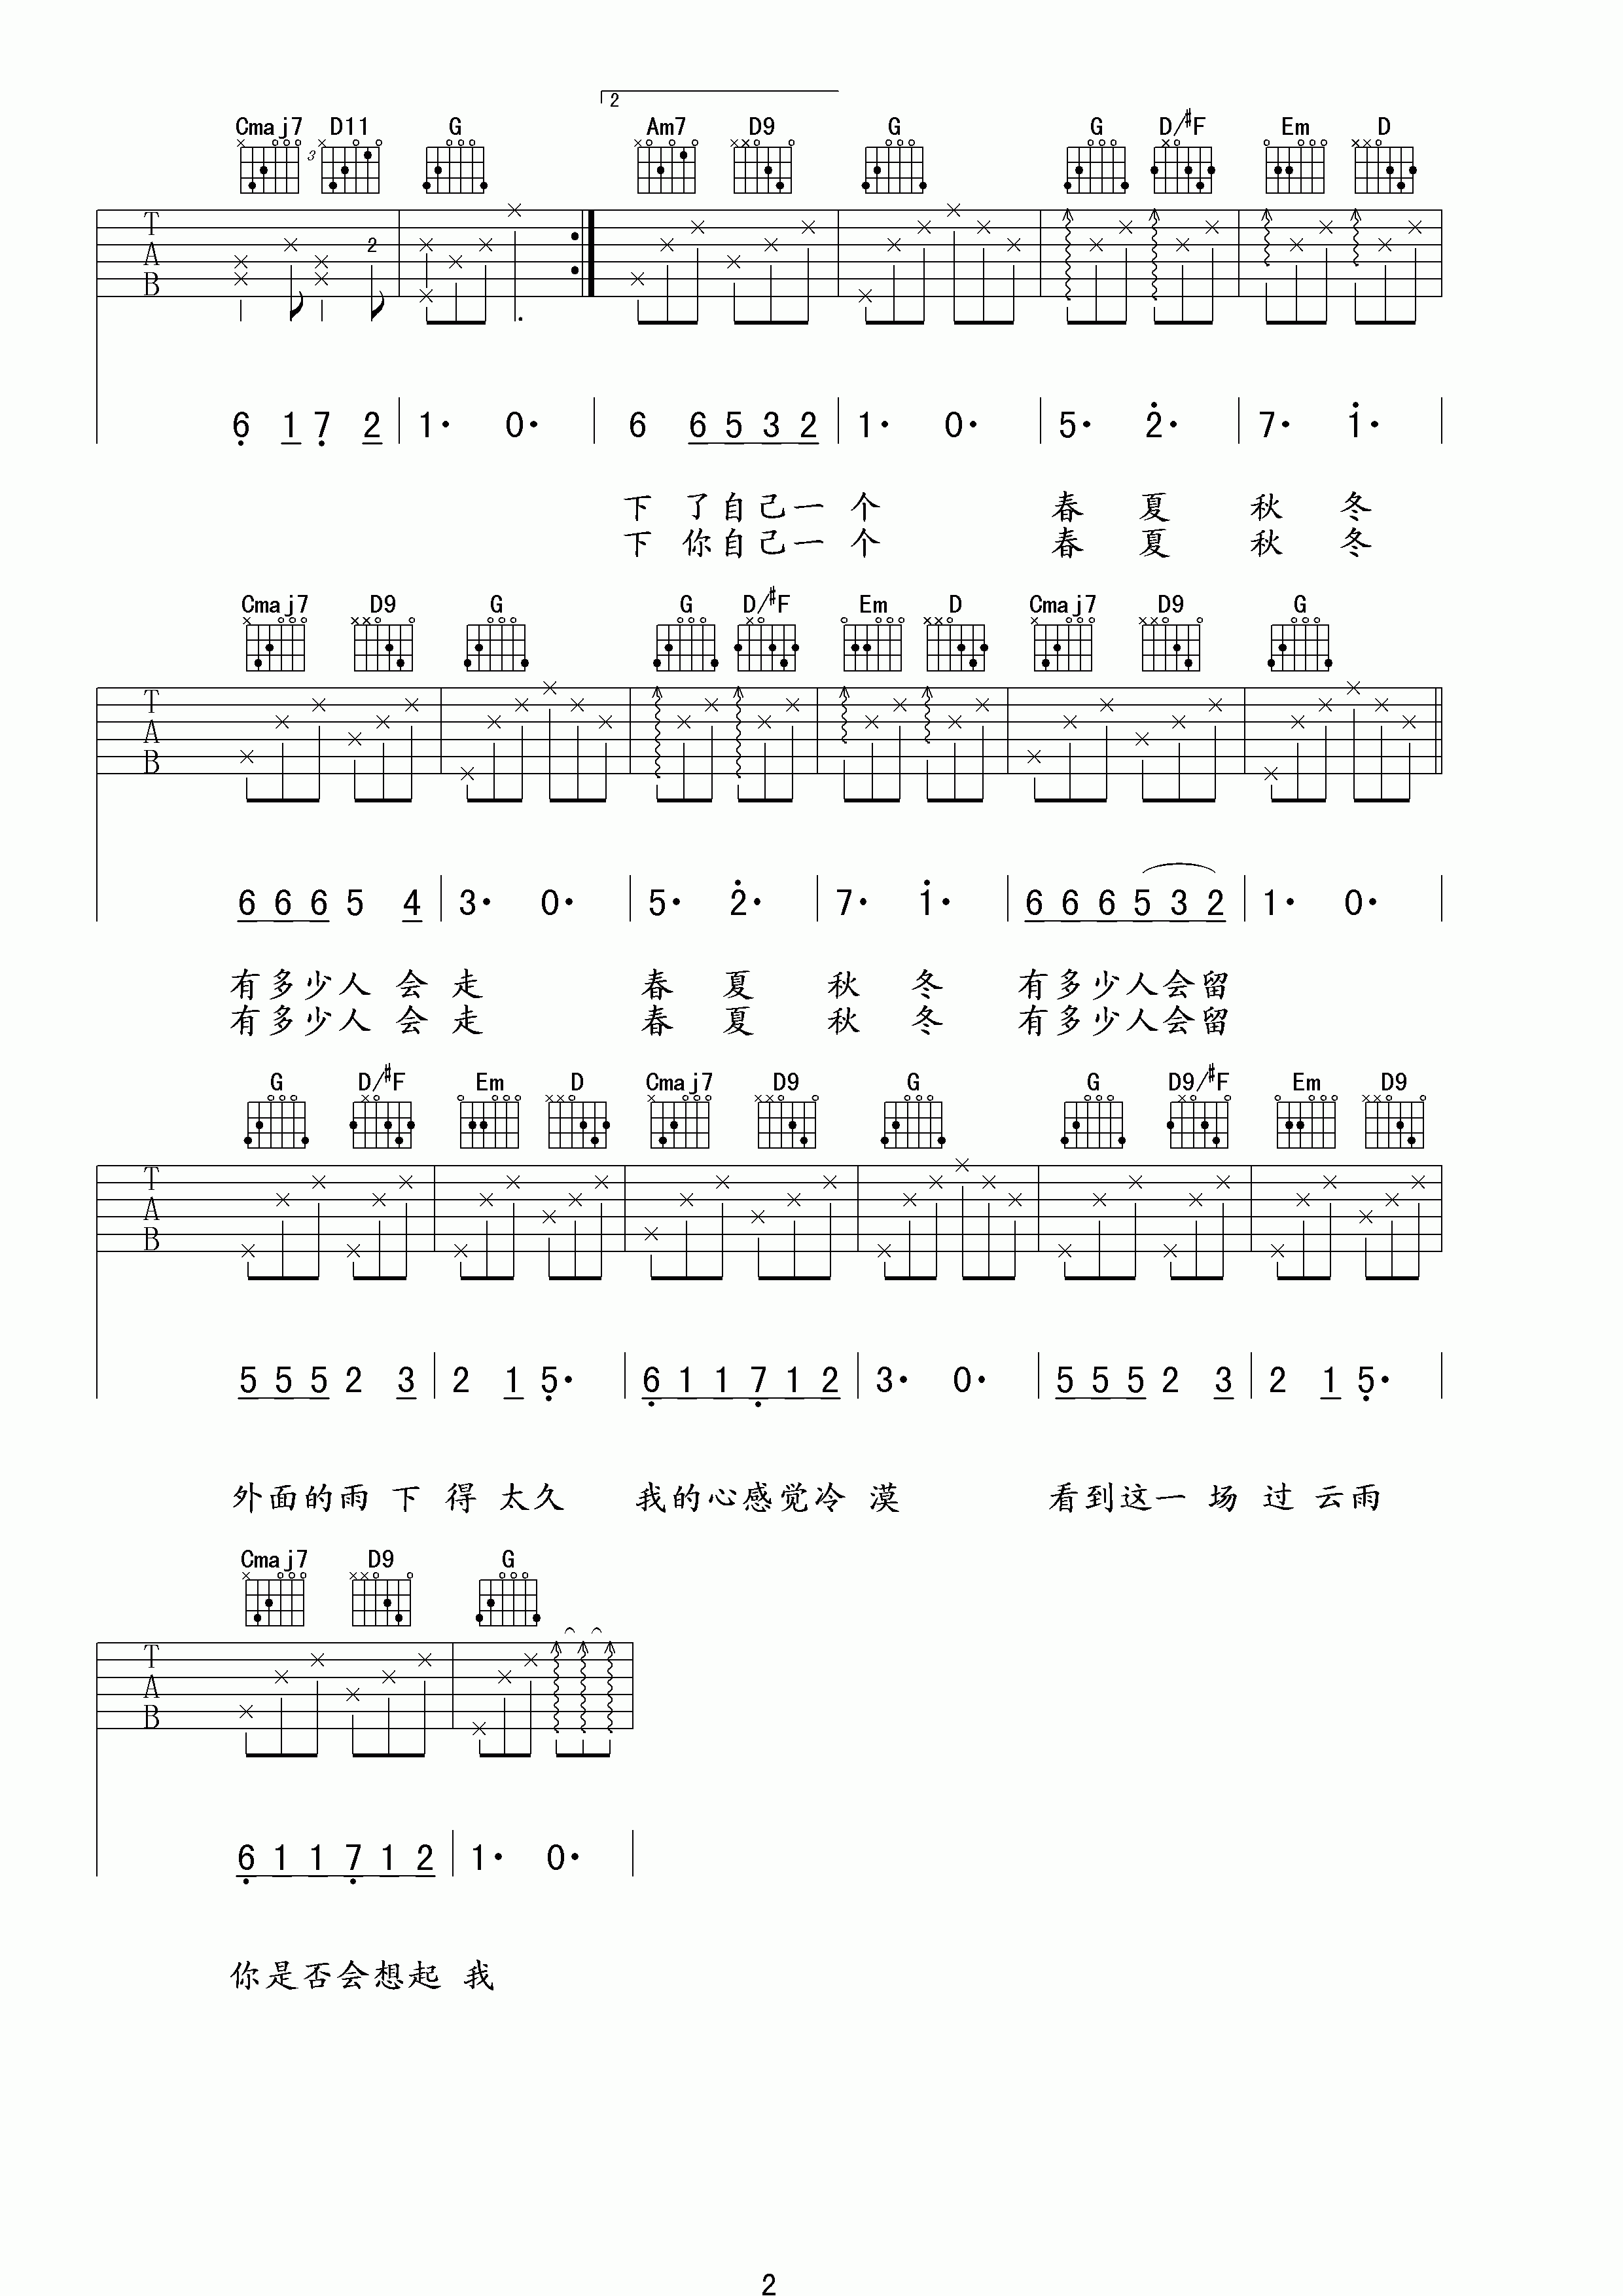 2
Cmaj7 D11 G Am7 D9 G G D/#F Em D
3
T
A
B
2
6 1 7 2 1· 0· 6 6 5 3 2 1· 0· 5· 2· 7· 1·
下 了自己一 个 春 夏 秋 冬
下 你自己一 个 春 夏 秋 冬
Cmaj7 D9 G G D/#F Em D Cmaj7 D9 G
T
A
B
6 6 6 5 4 3· 0· 5· 2· 7· 1· 6 6 6 5 3 2 1· 0·
有多少人 会 走 春 夏 秋 冬 有多少人会留
有多少人 会 走 春 夏 秋 冬 有多少人会留
G D/#F Em D Cmaj7 D9 G G D9/#F Em D9
T
A
B
5 5 5 2 3 2 1 5· 6 1 1 7 1 2 3· 0· 5 5 5 2 3 2 1 5·
外面的雨 下 得 太久 我的心感觉冷 漠 看到这一 场 过 云雨
Cmaj7 D9 G
T
A
B
6 1 1 7 1 2 1· 0·
你是否会想起 我
2